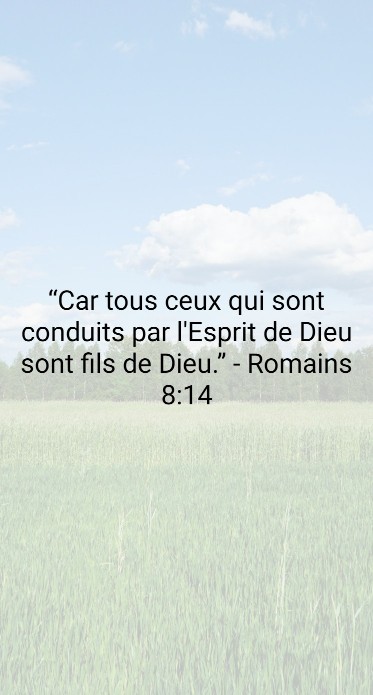 “Car tous ceux qui sont
conduits par l'Esprit de Dieu
sont fils de Dieu.” - Romains
8:14